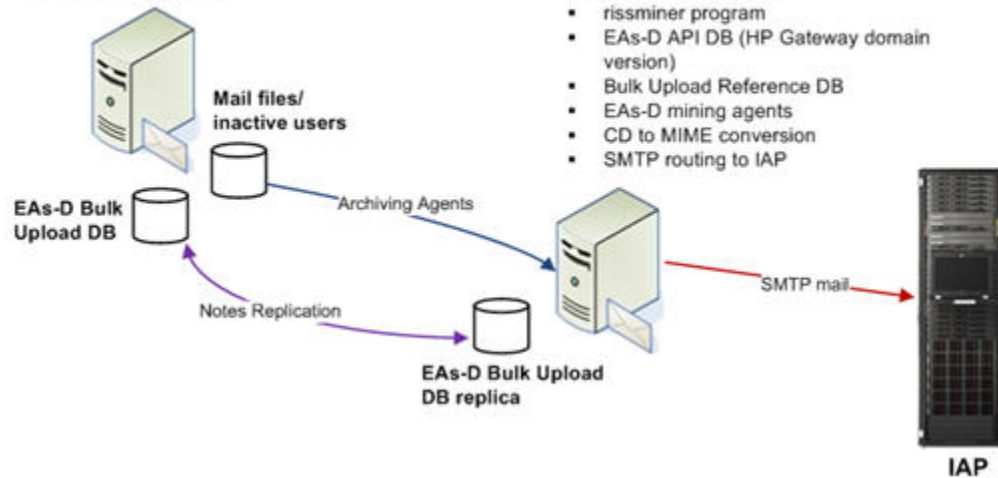 ▪ rissminer program
▪ EAs-D API DB (HP Gateway domain
version)
▪ Bulk Upload Reference DB
▪ EAs-D mining agents
▪ CD to MIME conversion
▪ SMTP routing to IAP
Mail files/
inactive users
EAs-D Bulk
Upload DB
Archiving Agents
SMTP mail
Notes Replication
EAs-D Bulk Upload
DB replica
IAP